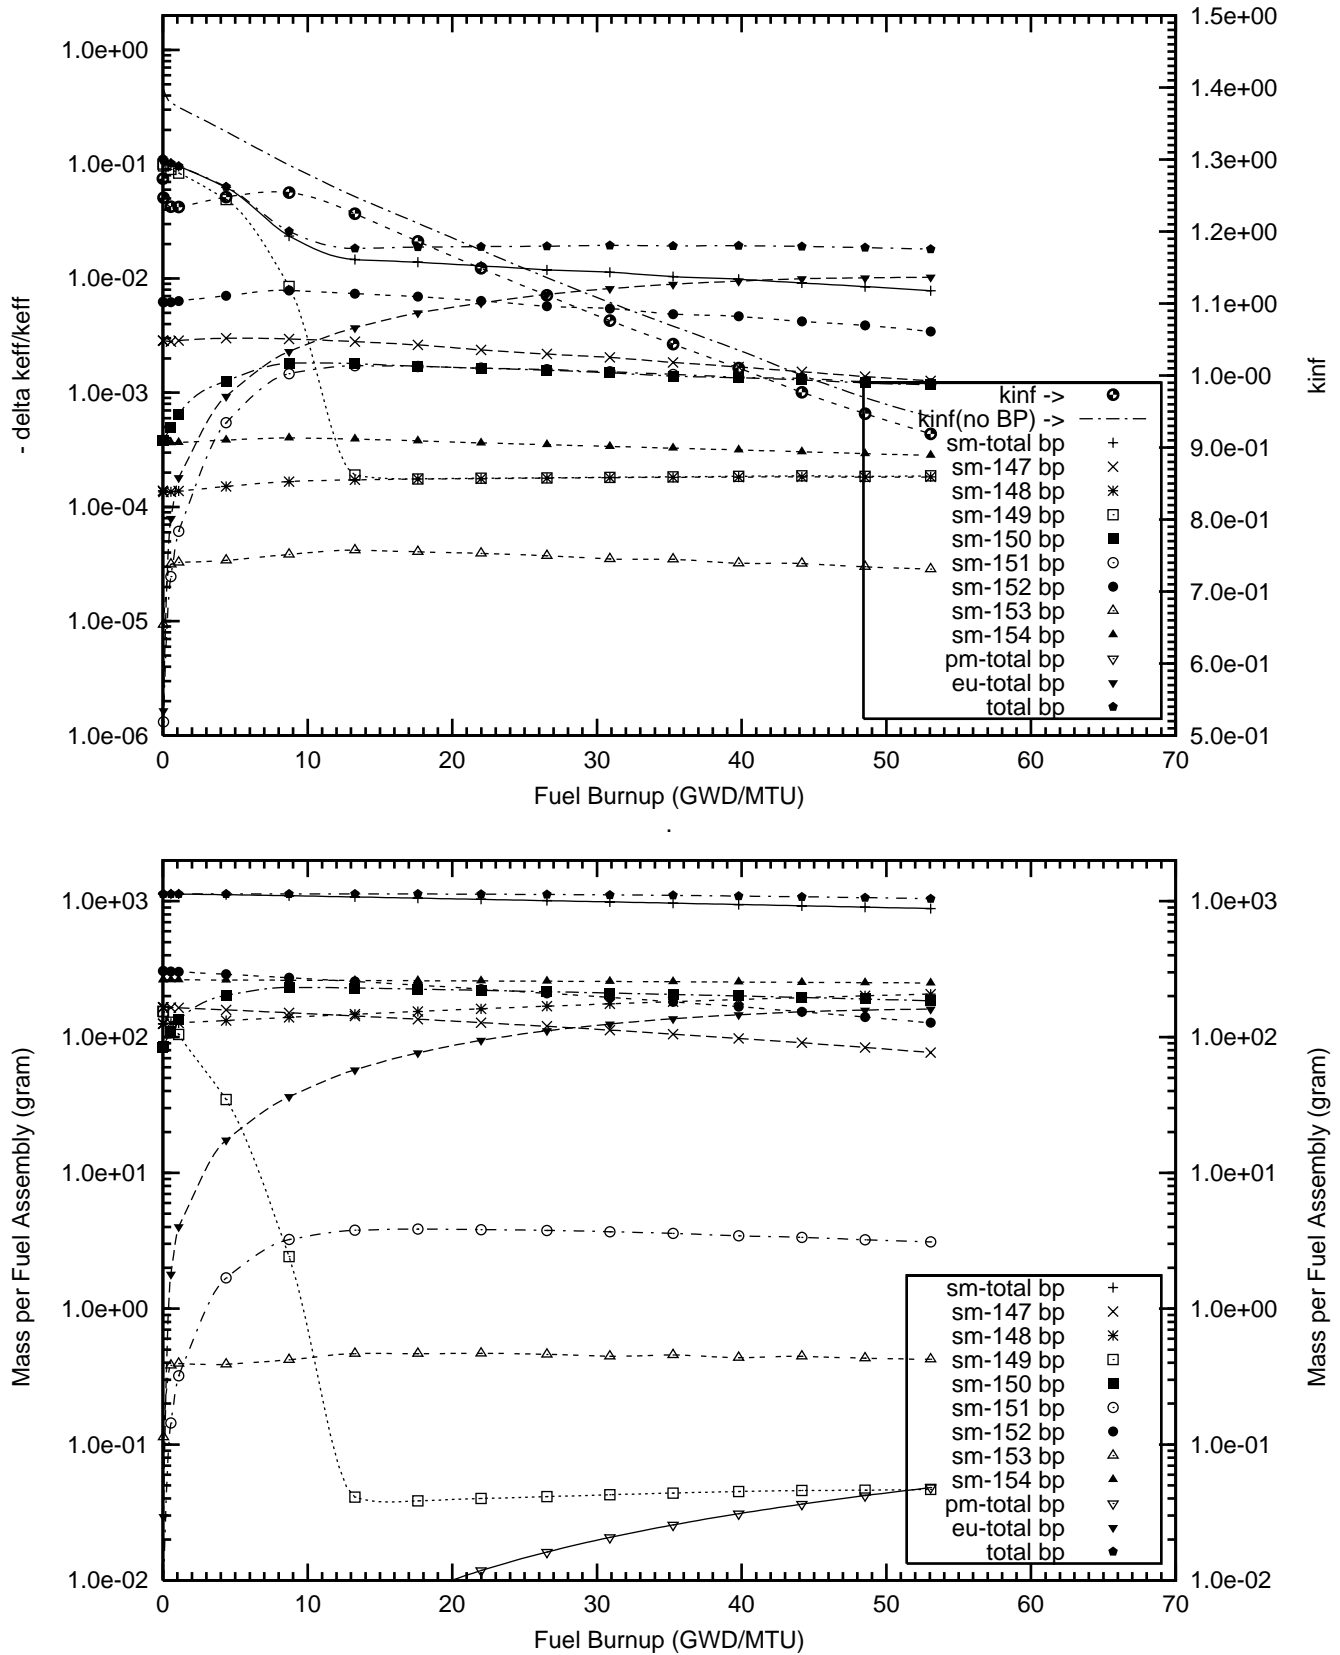 1.5e+00
1.0e+00
1.4e+00
1.0e-01
1.3e+00
1.2e+00
1.0e-02
1.1e+00
- delta keff/keff
kinf
1.0e-03
1.0e-00
kinf ->
kinf(no BP) ->
sm-total bp
9.0e-01
sm-147 bp
sm-148 bp
1.0e-04
sm-149 bp
8.0e-01
sm-150 bp
sm-151 bp
sm-152 bp
7.0e-01
1.0e-05
sm-153 bp
sm-154 bp
pm-total bp
6.0e-01
eu-total bp
total bp
1.0e-06
5.0e-01
0 10 20 30 40 50 60 70
Fuel Burnup (GWD/MTU)
.
1.0e+03 1.0e+03
1.0e+02 1.0e+02
Mass per Fuel Assembly (gram)
Mass per Fuel Assembly (gram)
1.0e+01 1.0e+01
sm-total bp
1.0e+00 1.0e+00
sm-147 bp
sm-148 bp
sm-149 bp
sm-150 bp
sm-151 bp
sm-152 bp
1.0e-01 1.0e-01
sm-153 bp
sm-154 bp
pm-total bp
eu-total bp
total bp
1.0e-02 1.0e-02
0 10 20 30 40 50 60 70
Fuel Burnup (GWD/MTU)